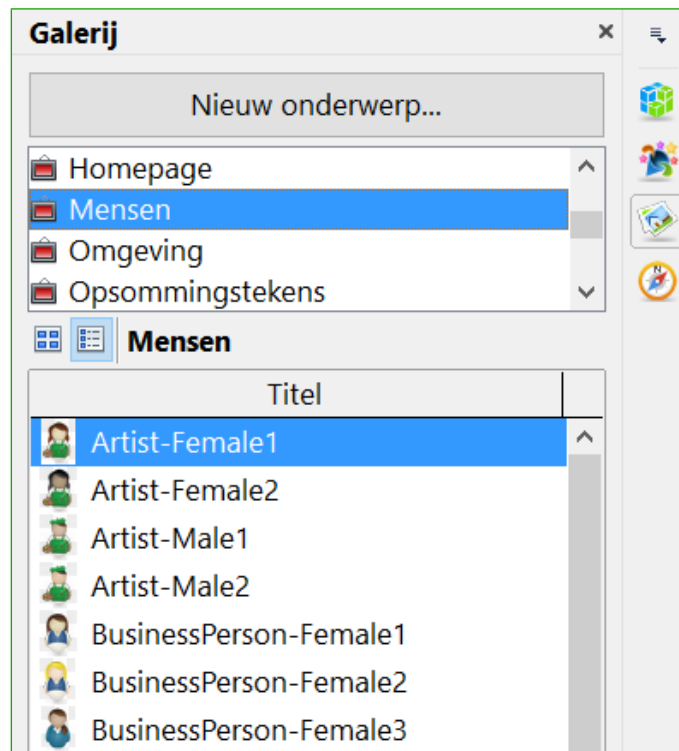 Galerij
Nieuw onderwerp...
Homepage
Mensen
Omgeving
Opsommingstekens
Mensen
Titel
Artist-Female1
Artist-Female2
Artist-Male1
Artist-Male2
BusinessPerson-Female1
BusinessPerson-Female2
BusinessPerson-Female3